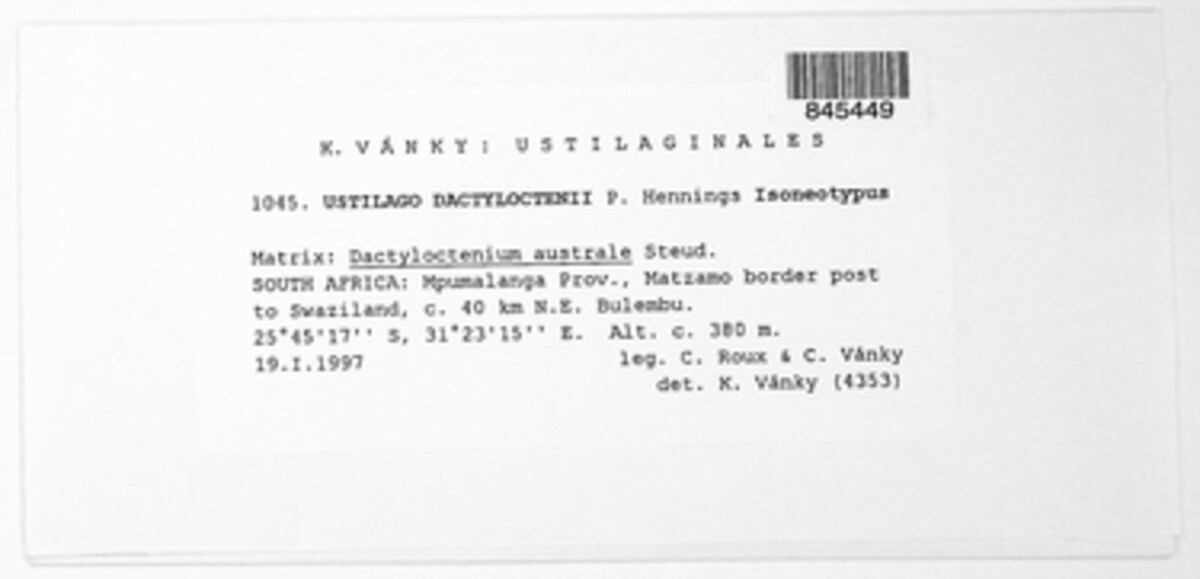 845449
K. VÁNKY: USTILAGINALES
1045. USTILAGO DACTYLOCTENII P. Hennings Isoneotypus
Matrix: Dactyloctenium australe Steud.
SOUTH AFRICA: Mpumalanga Prov., Matzamo border post
to Swaziland, c. 40 km N.E. Bulembu.
25°45'17'' S, 31°23'15'' E. Alt. c. 380 m.
19.I.1997 leg. C. Roux & C. Vánky
det. K. Vánky (4353)